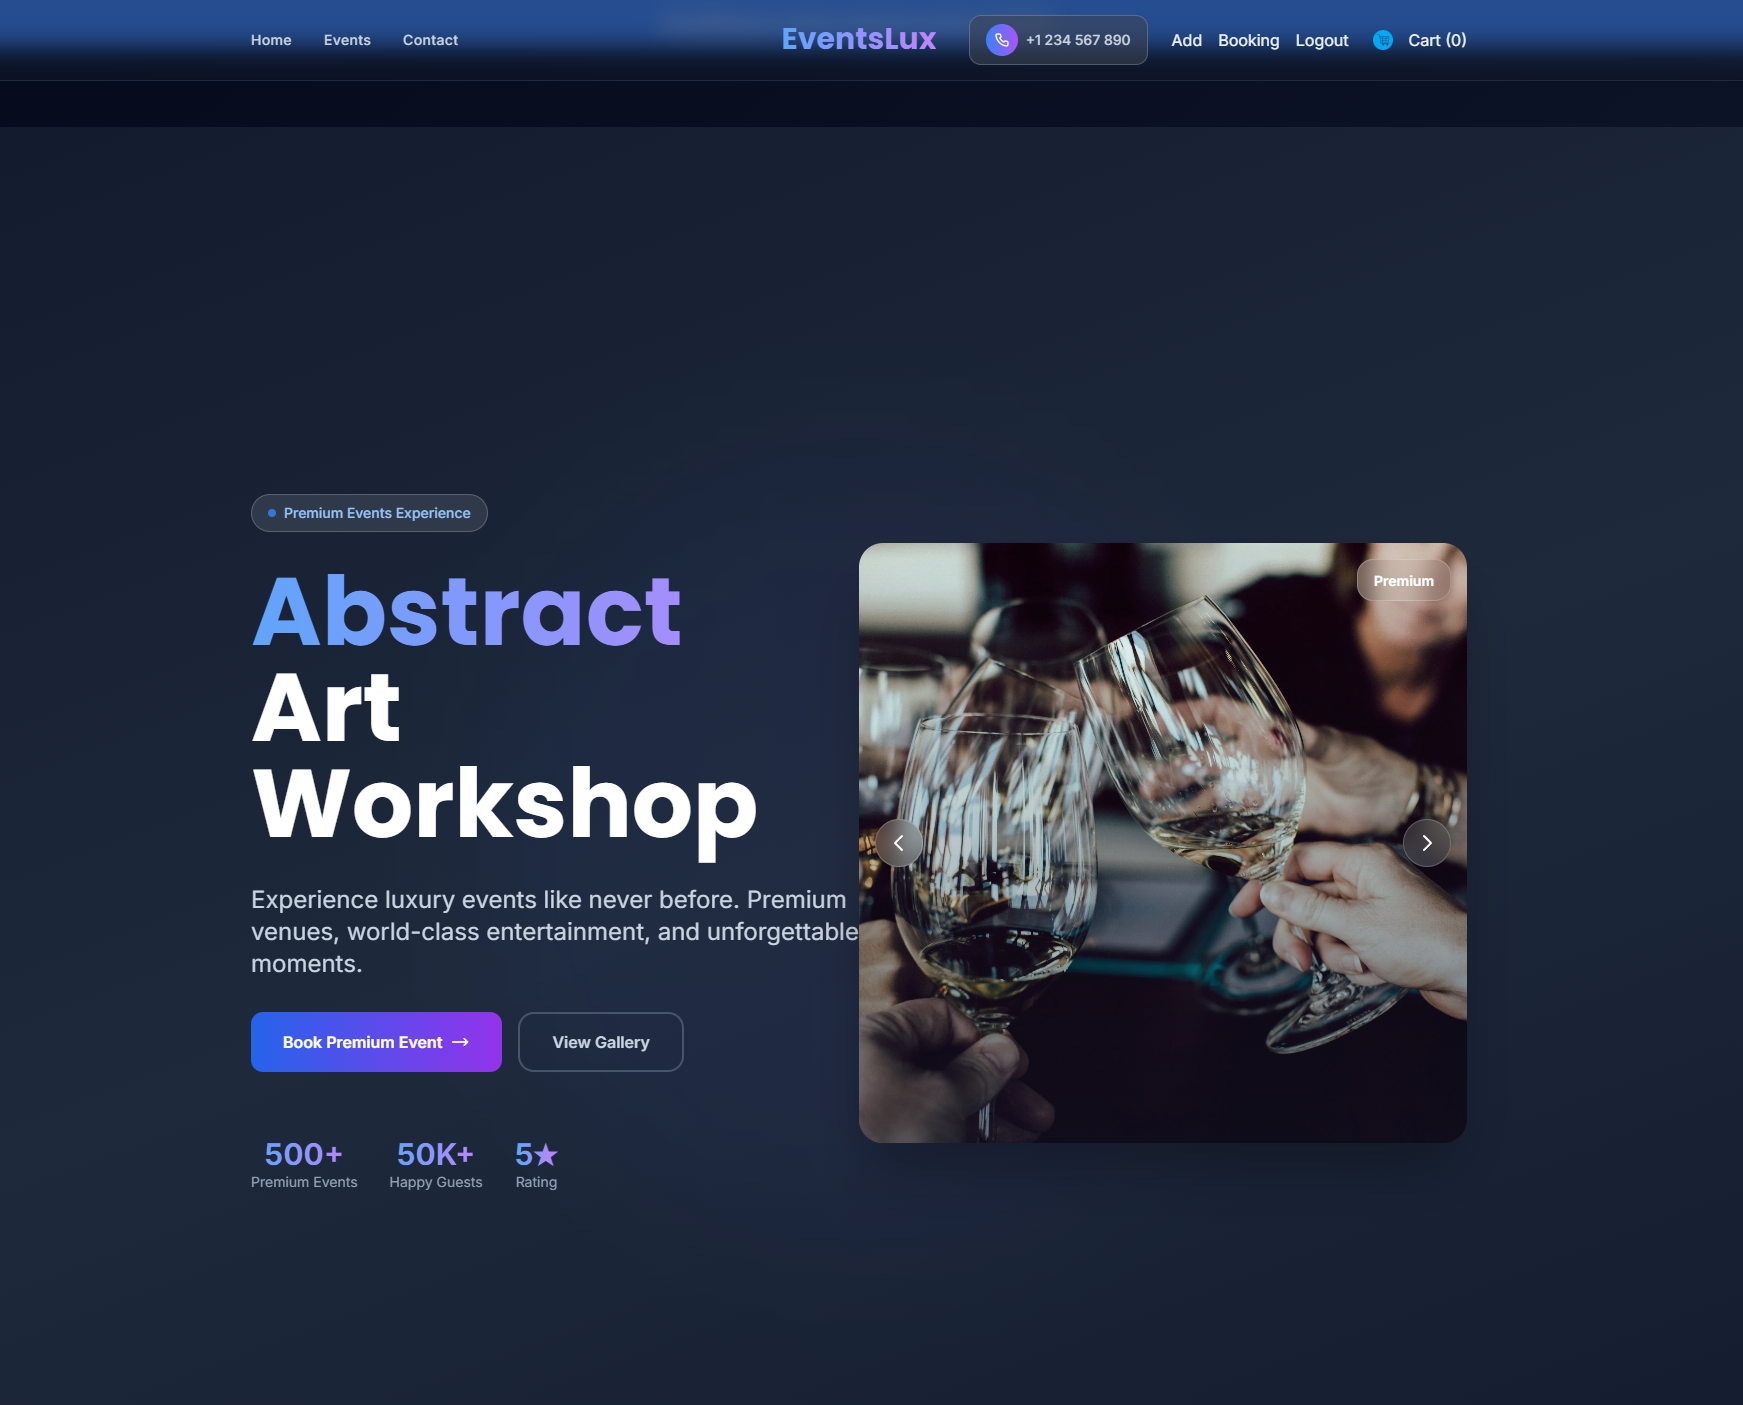 Home Events Contact EventsLux +1 234 567 890 Add Booking Logout Cart (0)
Premium Events Experience
Premium
Abstract
Art
Workshop
Experience luxury events like never before. Premium
venues, world-class entertainment, and unforgettable
moments.
Book Premium Event → View Gallery
500+ 50K+ 5★
Premium Events Happy Guests Rating